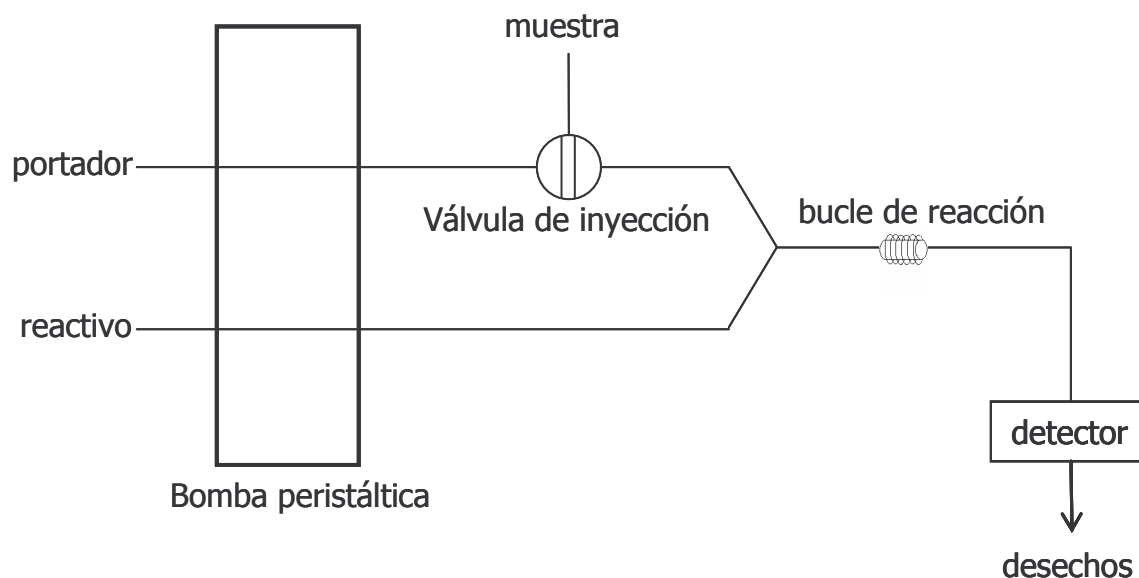 muestra
portador
Válvula de inyección
bucle de reacción
reactivo
detector
Bomba peristáltica
desechos